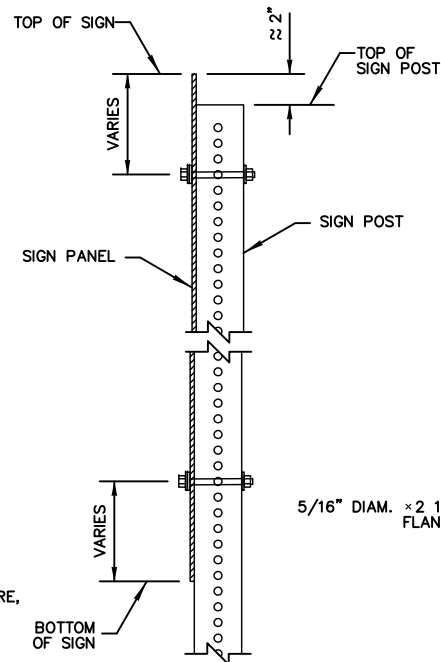 TOP OF SIGN
≈ 2"
TOP OF
SIGN POST
VARIES
SIGN POST
SIGN PANEL
VARIES
5/16" DIAM. ×2 1
FLAN
RE,
BOTTOM
OF SIGN